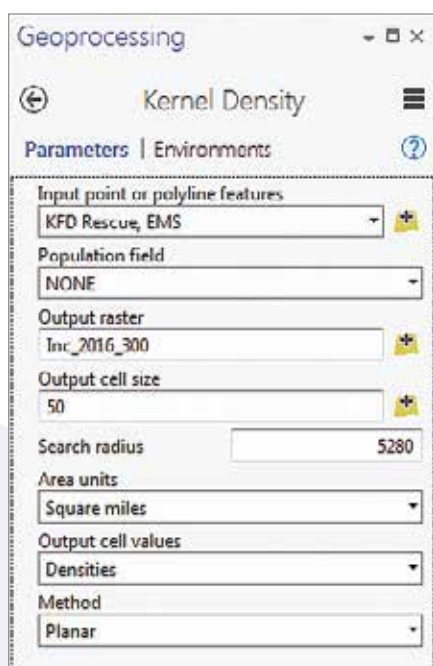 Geoprocessing
Kernel Density
Parameters | Environments
Input point or polyline features
KFD Rescue, EMS
Population field
NONE
Output raster
Inc_2016_300
Output cell size
50
Search radius 5280
Area units
Square miles
Output cell values
Densities
Method
Planar